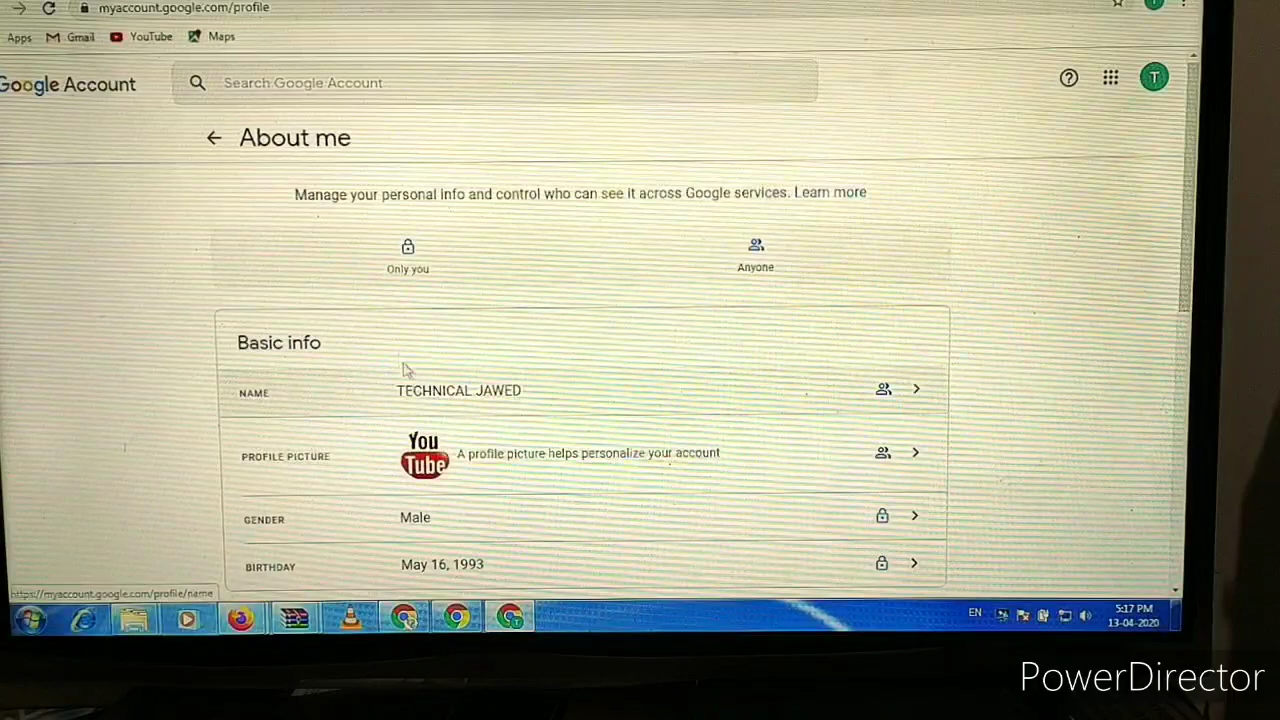 myaccount.google.com/profile
Apps Gmail YouTube Maps
Google Account
Search Google Account
T
About me
Manage your personal info and control who can see it across Google services. Learn more
Only you
Anyone
Basic info
NAME
TECHNICAL JAWED
PROFILE PICTURE
You
Tube
A profile picture helps personalize your account
GENDER
Male
BIRTHDAY
May 16, 1993
https://myaccount.google.com/profile/name
EN
5:17 PM
13-04-2020
PowerDirector